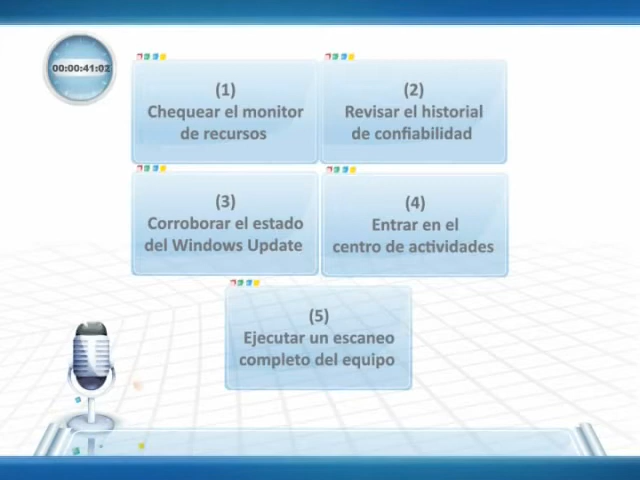 00:00:41:02
(1)
Chequear el monitor
de recursos
(2)
Revisar el historial
de confiabilidad
(3)
Corroborar el estado
del Windows Update
(4)
Entrar en el
centro de actividades
(5)
Ejecutar un escaneo
completo del equipo